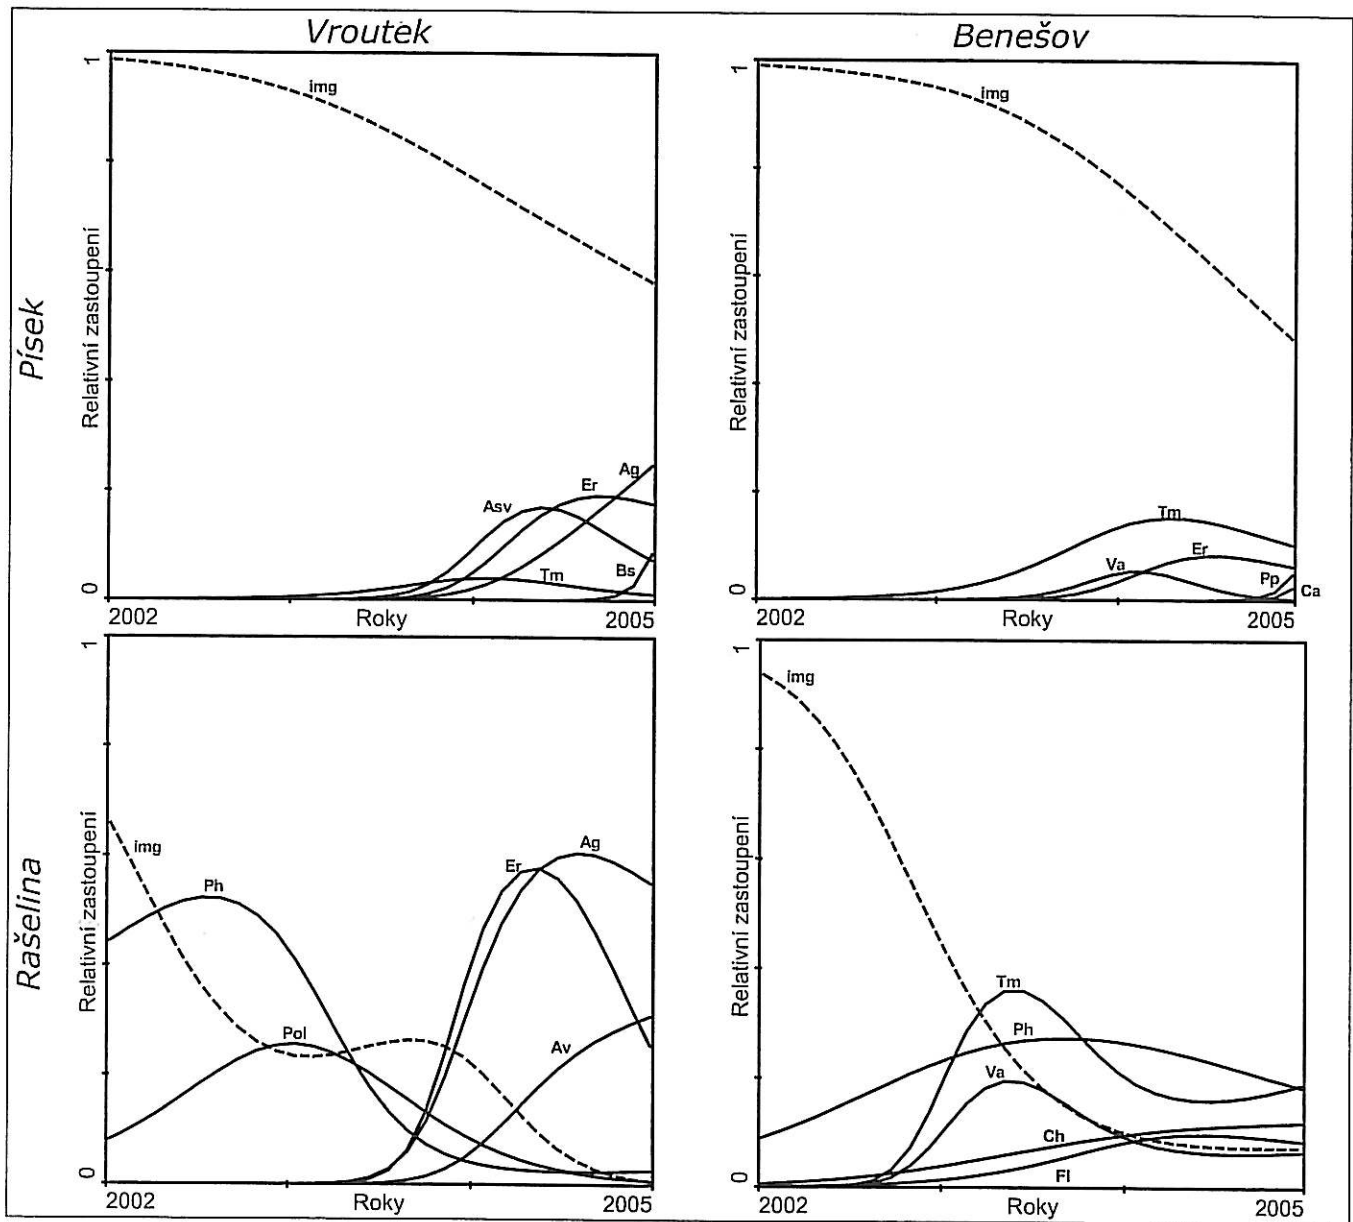 Vroutek
Benešov
Písek
Relativní zastoupení
1
img
Asv
Er
Ag
Tm
Bs
0
2002
Roky
2005
Relativní zastoupení
1
img
Tm
Er
Va
Pp
Ca
0
2002
Roky
2005
Rašelina
Relativní zastoupení
1
img
Ph
Pol
Er
Ag
Av
0
2002
Roky
2005
Relativní zastoupení
1
img
Tm
Ph
Va
Ch
Fl
0
2002
Roky
2005